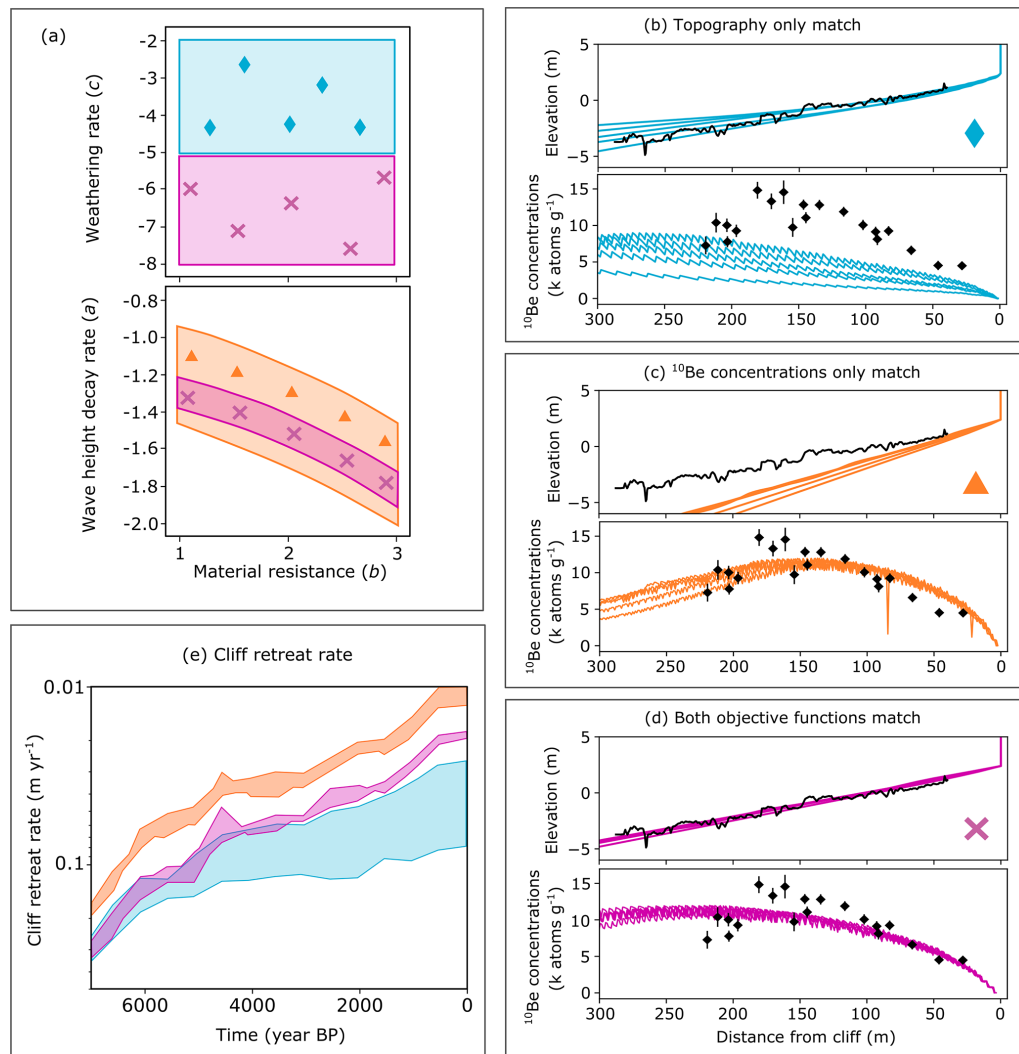 (a)
Weathering rate (c)
-2
-3
-4
-5
-6
-7
-8
Wave height decay rate (a)
-0.8
-1.0
-1.2
-1.4
-1.6
-1.8
-2.0
1 2 3
Material resistance (b)
(b) Topography only match
Elevation (m)
5
0
−5
¹⁰Be concentrations
(k atoms g⁻¹)
15
10
5
0
300 250 200 150 100 50 0
(c) ¹⁰Be concentrations only match
Elevation (m)
5
0
-5
¹⁰Be concentrations
(k atoms g⁻¹)
15
10
5
0
300 250 200 150 100 50 0
(d) Both objective functions match
Elevation (m)
5
0
−5
¹⁰Be concentrations
(k atoms g⁻¹)
15
10
5
0
300 250 200 150 100 50 0
Distance from cliff (m)
(e) Cliff retreat rate
Cliff retreat rate (m yr⁻¹)
0.01
0.1
6000 4000 2000 0
Time (year BP)